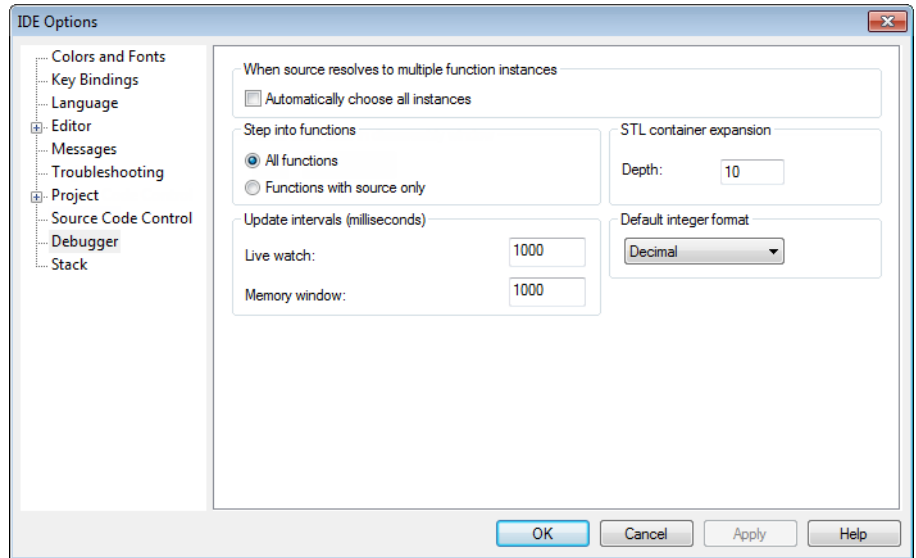 IDE Options
Colors and Fonts
Key Bindings
Language
Editor
Messages
Troubleshooting
Project
Source Code Control
Debugger
Stack
When source resolves to multiple function instances
Automatically choose all instances
Step into functions
All functions
Functions with source only
STL container expansion
Depth: 10
Update intervals (milliseconds)
Live watch: 1000
Memory window: 1000
Default integer format
Decimal
OK Cancel Apply Help